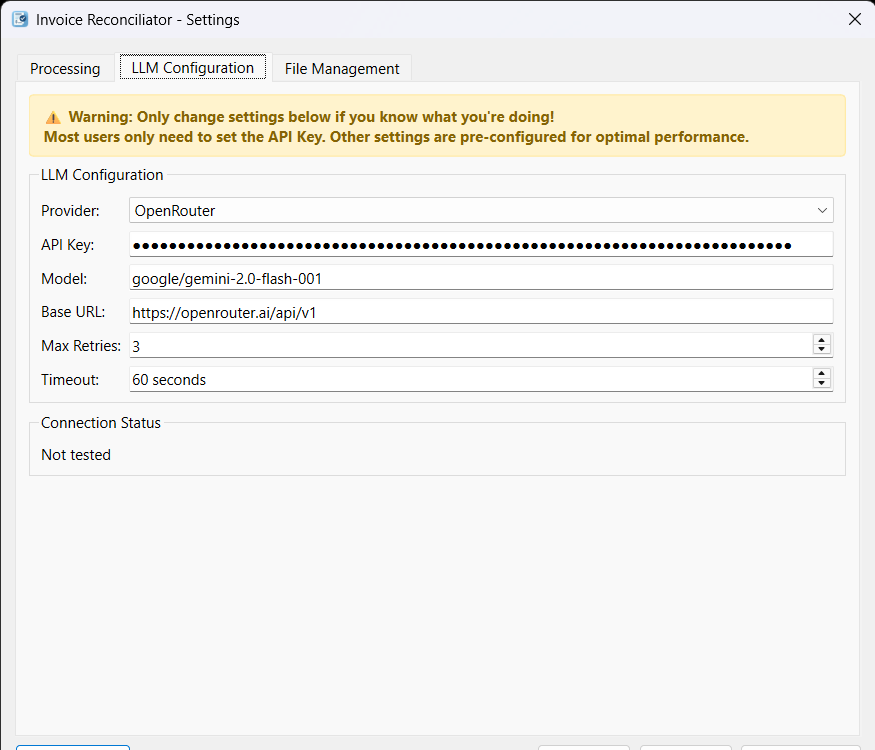 Invoice Reconciliator - Settings
Processing
LLM Configuration
File Management
⚠ Warning: Only change settings below if you know what you're doing!
Most users only need to set the API Key. Other settings are pre-configured for optimal performance.
LLM Configuration
Provider: OpenRouter
API Key:
Model: google/gemini-2.0-flash-001
Base URL: https://openrouter.ai/api/v1
Max Retries: 3
Timeout: 60 seconds
Connection Status
Not tested